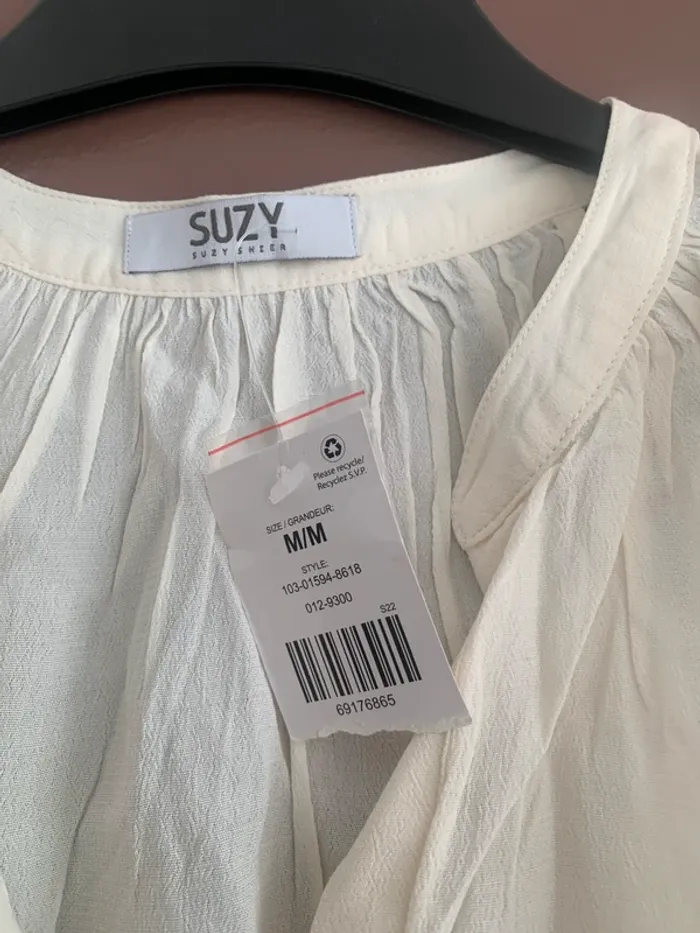 SUZY
SUZY SHIER
Please recycle/
Recyclez S.V.P.
SIZE / GRANDEUR:
M/M
STYLE:
103-01594-8618
012-9300
S22
69176865